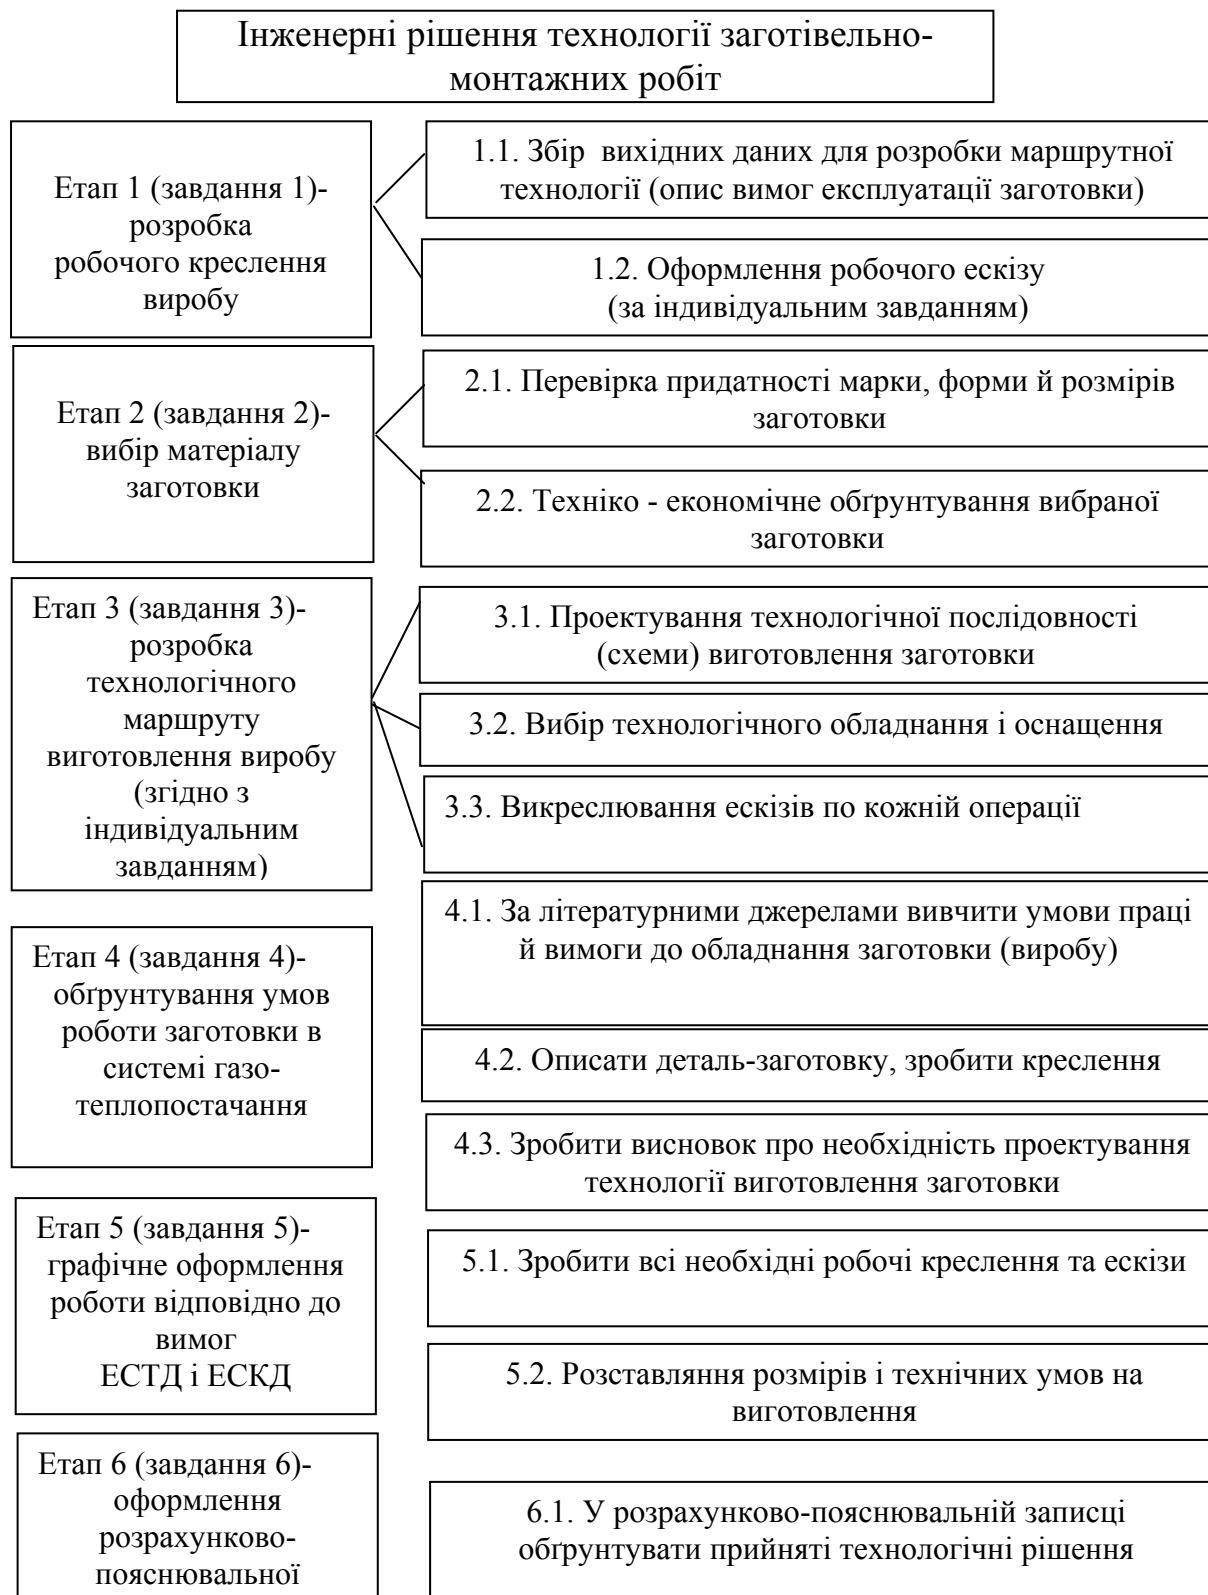 Інженерні рішення технології заготівельно-
монтажних робіт
Етап 1 (завдання 1)-
розробка
робочого креслення
виробу
1.1. Збір вихідних даних для розробки маршрутної
технології (опис вимог експлуатації заготовки)
1.2. Оформлення робочого ескізу
(за індивідуальним завданням)
Етап 2 (завдання 2)-
вибір матеріалу
заготовки
2.1. Перевірка придатності марки, форми й розмірів
заготовки
2.2. Техніко - економічне обґрунтування вибраної
заготовки
Етап 3 (завдання 3)-
розробка
технологічного
маршруту
виготовлення виробу
(згідно з
індивідуальним
завданням)
3.1. Проектування технологічної послідовності
(схеми) виготовлення заготовки
3.2. Вибір технологічного обладнання і оснащення
3.3. Викреслювання ескізів по кожній операції
Етап 4 (завдання 4)-
обґрунтування умов
роботи заготовки в
системі газо-
теплопостачання
4.1. За літературними джерелами вивчити умови праці
й вимоги до обладнання заготовки (виробу)
4.2. Описати деталь-заготовку, зробити креслення
4.3. Зробити висновок про необхідність проектування
технології виготовлення заготовки
Етап 5 (завдання 5)-
графічне оформлення
роботи відповідно до
вимог
ЕСТД і ЕСКД
5.1. Зробити всі необхідні робочі креслення та ескізи
5.2. Розставляння розмірів і технічних умов на
виготовлення
Етап 6 (завдання 6)-
оформлення
розрахунково-
пояснювальної
6.1. У розрахунково-пояснювальній записці
обґрунтувати прийняті технологічні рішення